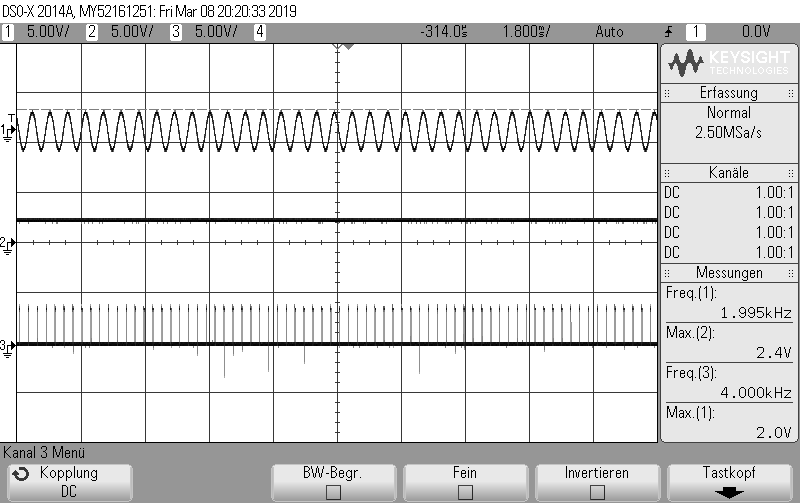 DSO-X 2014A, MY52161251: Fri Mar 08 20:20:33 2019
1 5.00V/ 2 5.00V/ 3 5.00V/ 4 -314.0µs 1.800ms/ Auto 1 0.0V
KEYSIGHT
TECHNOLOGIES
Erfassung
Normal
2.50MSa/s
Kanäle
DC 1.00:1
DC 1.00:1
DC 1.00:1
DC 1.00:1
Messungen
Freq.(1):
1.995kHz
Max.(2):
2.4V
Freq.(3):
4.000kHz
Max.(1):
2.0V
T
1
2
3
Kanal 3 Menü
Kopplung
DC
BW-Begr.
Fein
Invertieren
Tastkopf